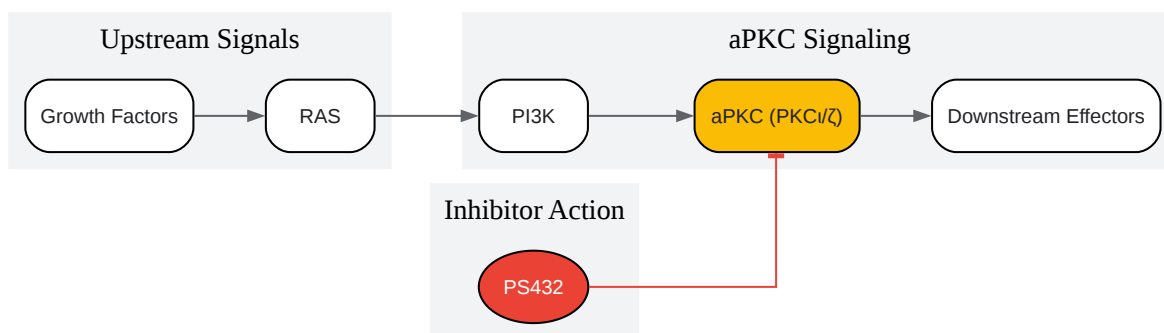 Upstream Signals
aPKC Signaling
Growth Factors
RAS
PI3K
aPKC (PKCι/ζ)
Downstream Effectors
Inhibitor Action
PS432